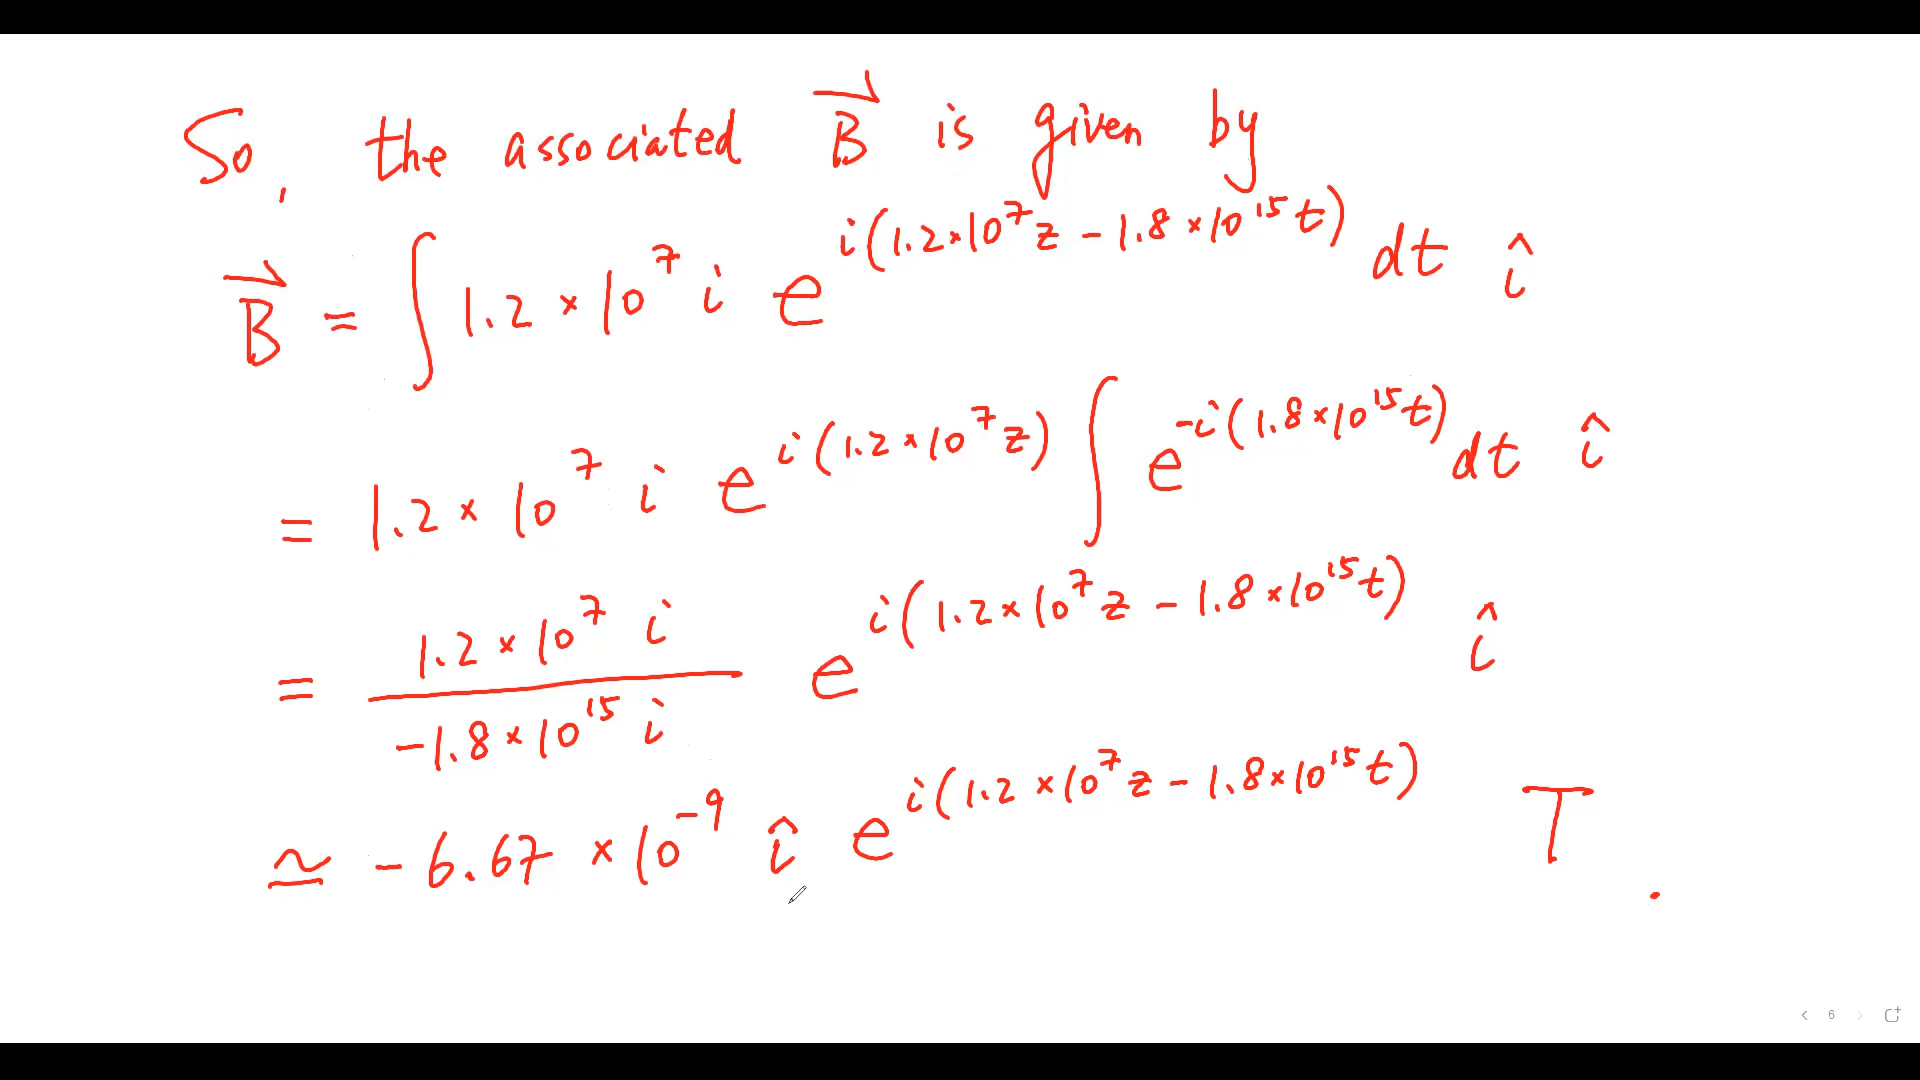 So, the associated B⃗ is given by
B⃗ = ∫ 1.2 × 10⁷ i e^{i(1.2×10⁷z − 1.8×10¹⁵t)} dt î
= 1.2 × 10⁷ i e^{i(1.2×10⁷z)} ∫ e^{-i(1.8×10¹⁵t)} dt î
= \frac{1.2 × 10⁷ i}{-1.8 × 10¹⁵ i} e^{i(1.2×10⁷z − 1.8×10¹⁵t)} î
≃ -6.67 × 10⁻⁹ î e^{i(1.2×10⁷z − 1.8×10¹⁵t)} T.
< 6 >